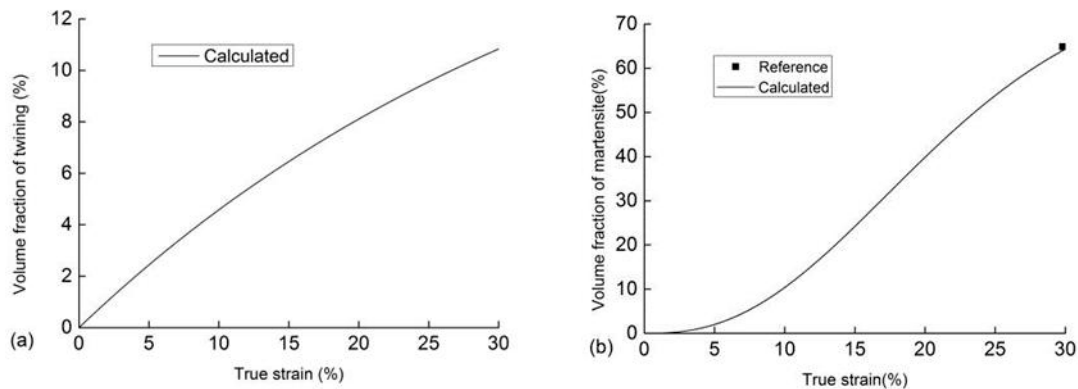 12
10
8
6
4
2
0
Volume fraction of twining (%)
Calculated
0 5 10 15 20 25 30
True strain (%)
(a)
70
60
50
40
30
20
10
0
Volume fraction of martensite(%)
Reference
Calculated
0 5 10 15 20 25 30
True strain(%)
(b)